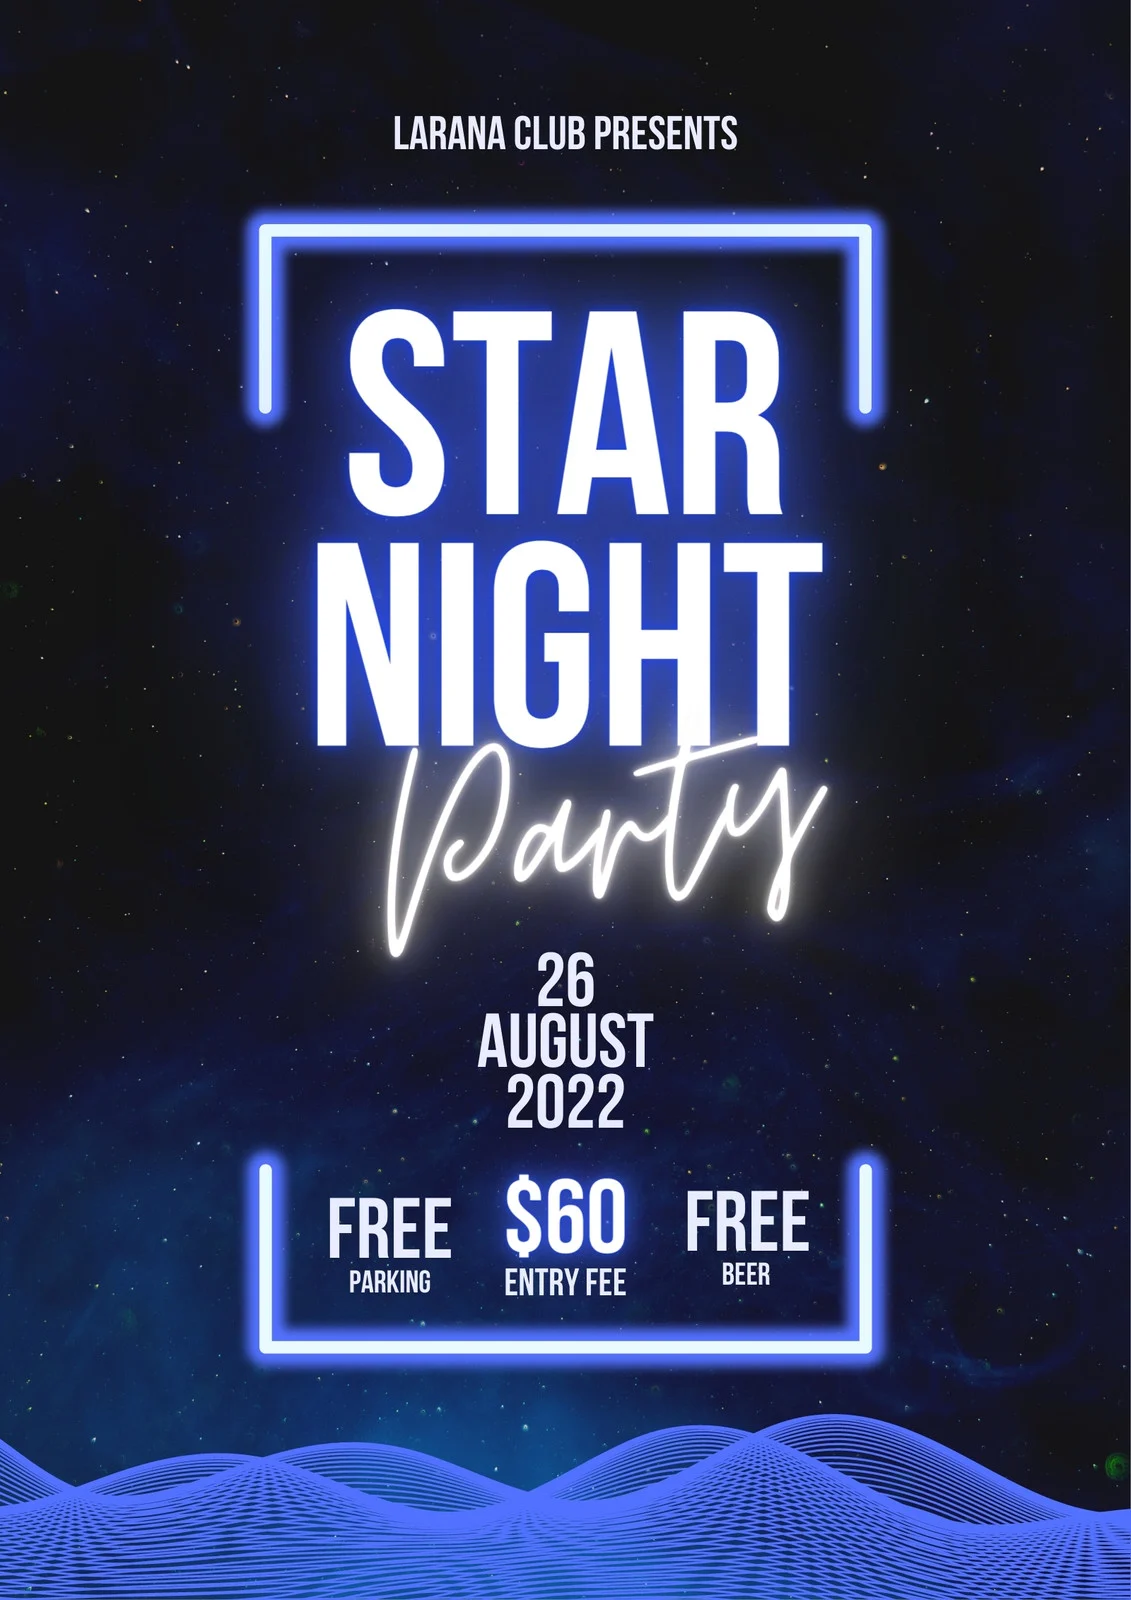 LARANA CLUB PRESENTS
STAR
NIGHT
Party
26
AUGUST
2022
FREE
PARKING
$60
ENTRY FEE
FREE
BEER